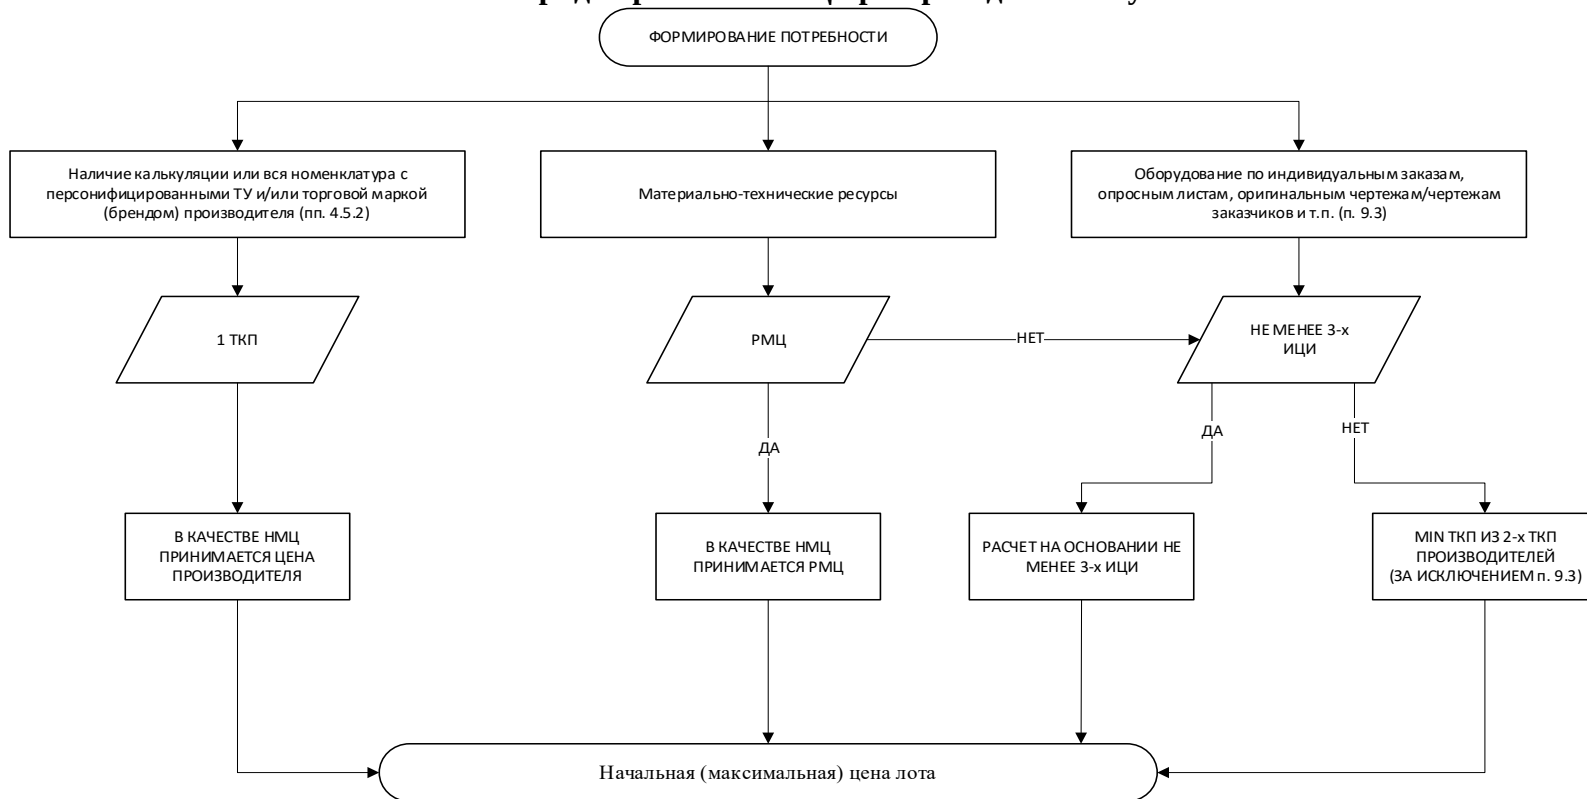 ФОРМИРОВАНИЕ ПОТРЕБНОСТИ
Наличие калькуляции или вся номенклатура с
персонифицированными ТУ и/или торговой маркой
(брендом) производителя (пп. 4.5.2)
Материально-технические ресурсы
Оборудование по индивидуальным заказам,
опросным листам, оригинальным чертежам/чертежам
заказчиков и т.п. (п. 9.3)
1 ТКП
РМЦ
НЕТ
НЕ МЕНЕЕ 3-х
ИЦИ
ДА
ДА
НЕТ
В КАЧЕСТВЕ НМЦ
ПРИНИМАЕТСЯ ЦЕНА
ПРОИЗВОДИТЕЛЯ
В КАЧЕСТВЕ НМЦ
ПРИНИМАЕТСЯ РМЦ
РАСЧЕТ НА ОСНОВАНИИ НЕ
МЕНЕЕ 3-х ИЦИ
MIN ТКП ИЗ 2-х ТКП
ПРОИЗВОДИТЕЛЕЙ
(ЗА ИСКЛЮЧЕНИЕМ п. 9.3)
Начальная (максимальная) цена лота